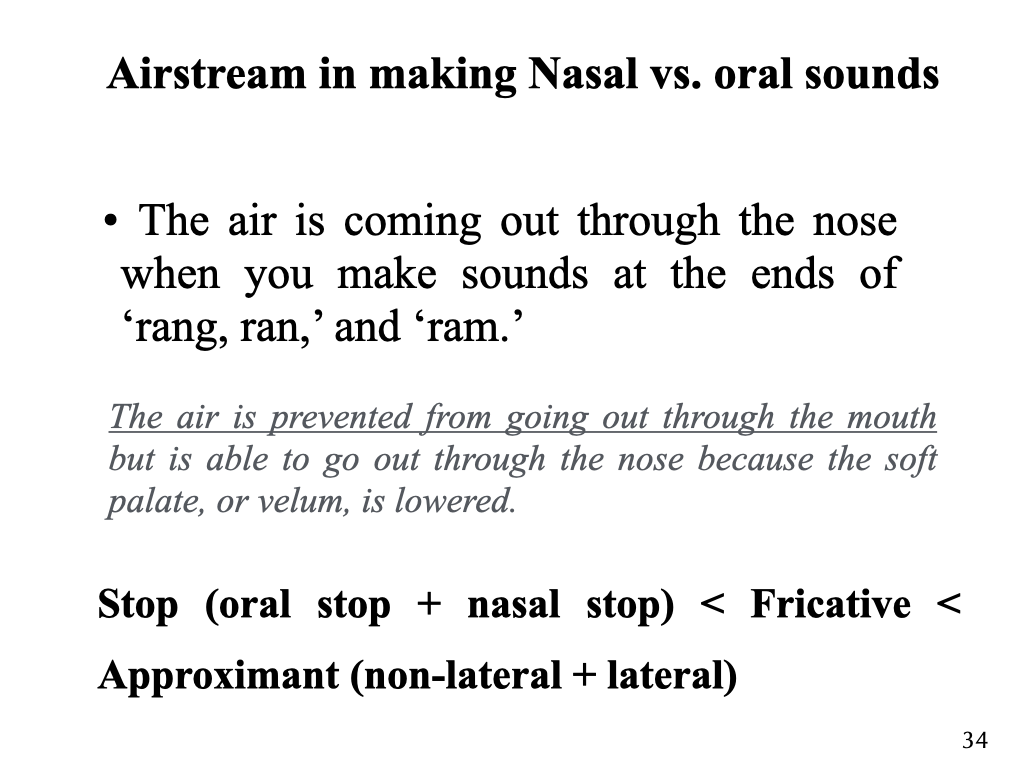 Airstream in making Nasal vs. oral sounds
• The air is coming out through the nose
when you make sounds at the ends of
‘rang, ran,’ and ‘ram.’
The air is prevented from going out through the mouth
but is able to go out through the nose because the soft
palate, or velum, is lowered.
Stop (oral stop + nasal stop) < Fricative <
Approximant (non-lateral + lateral)
34